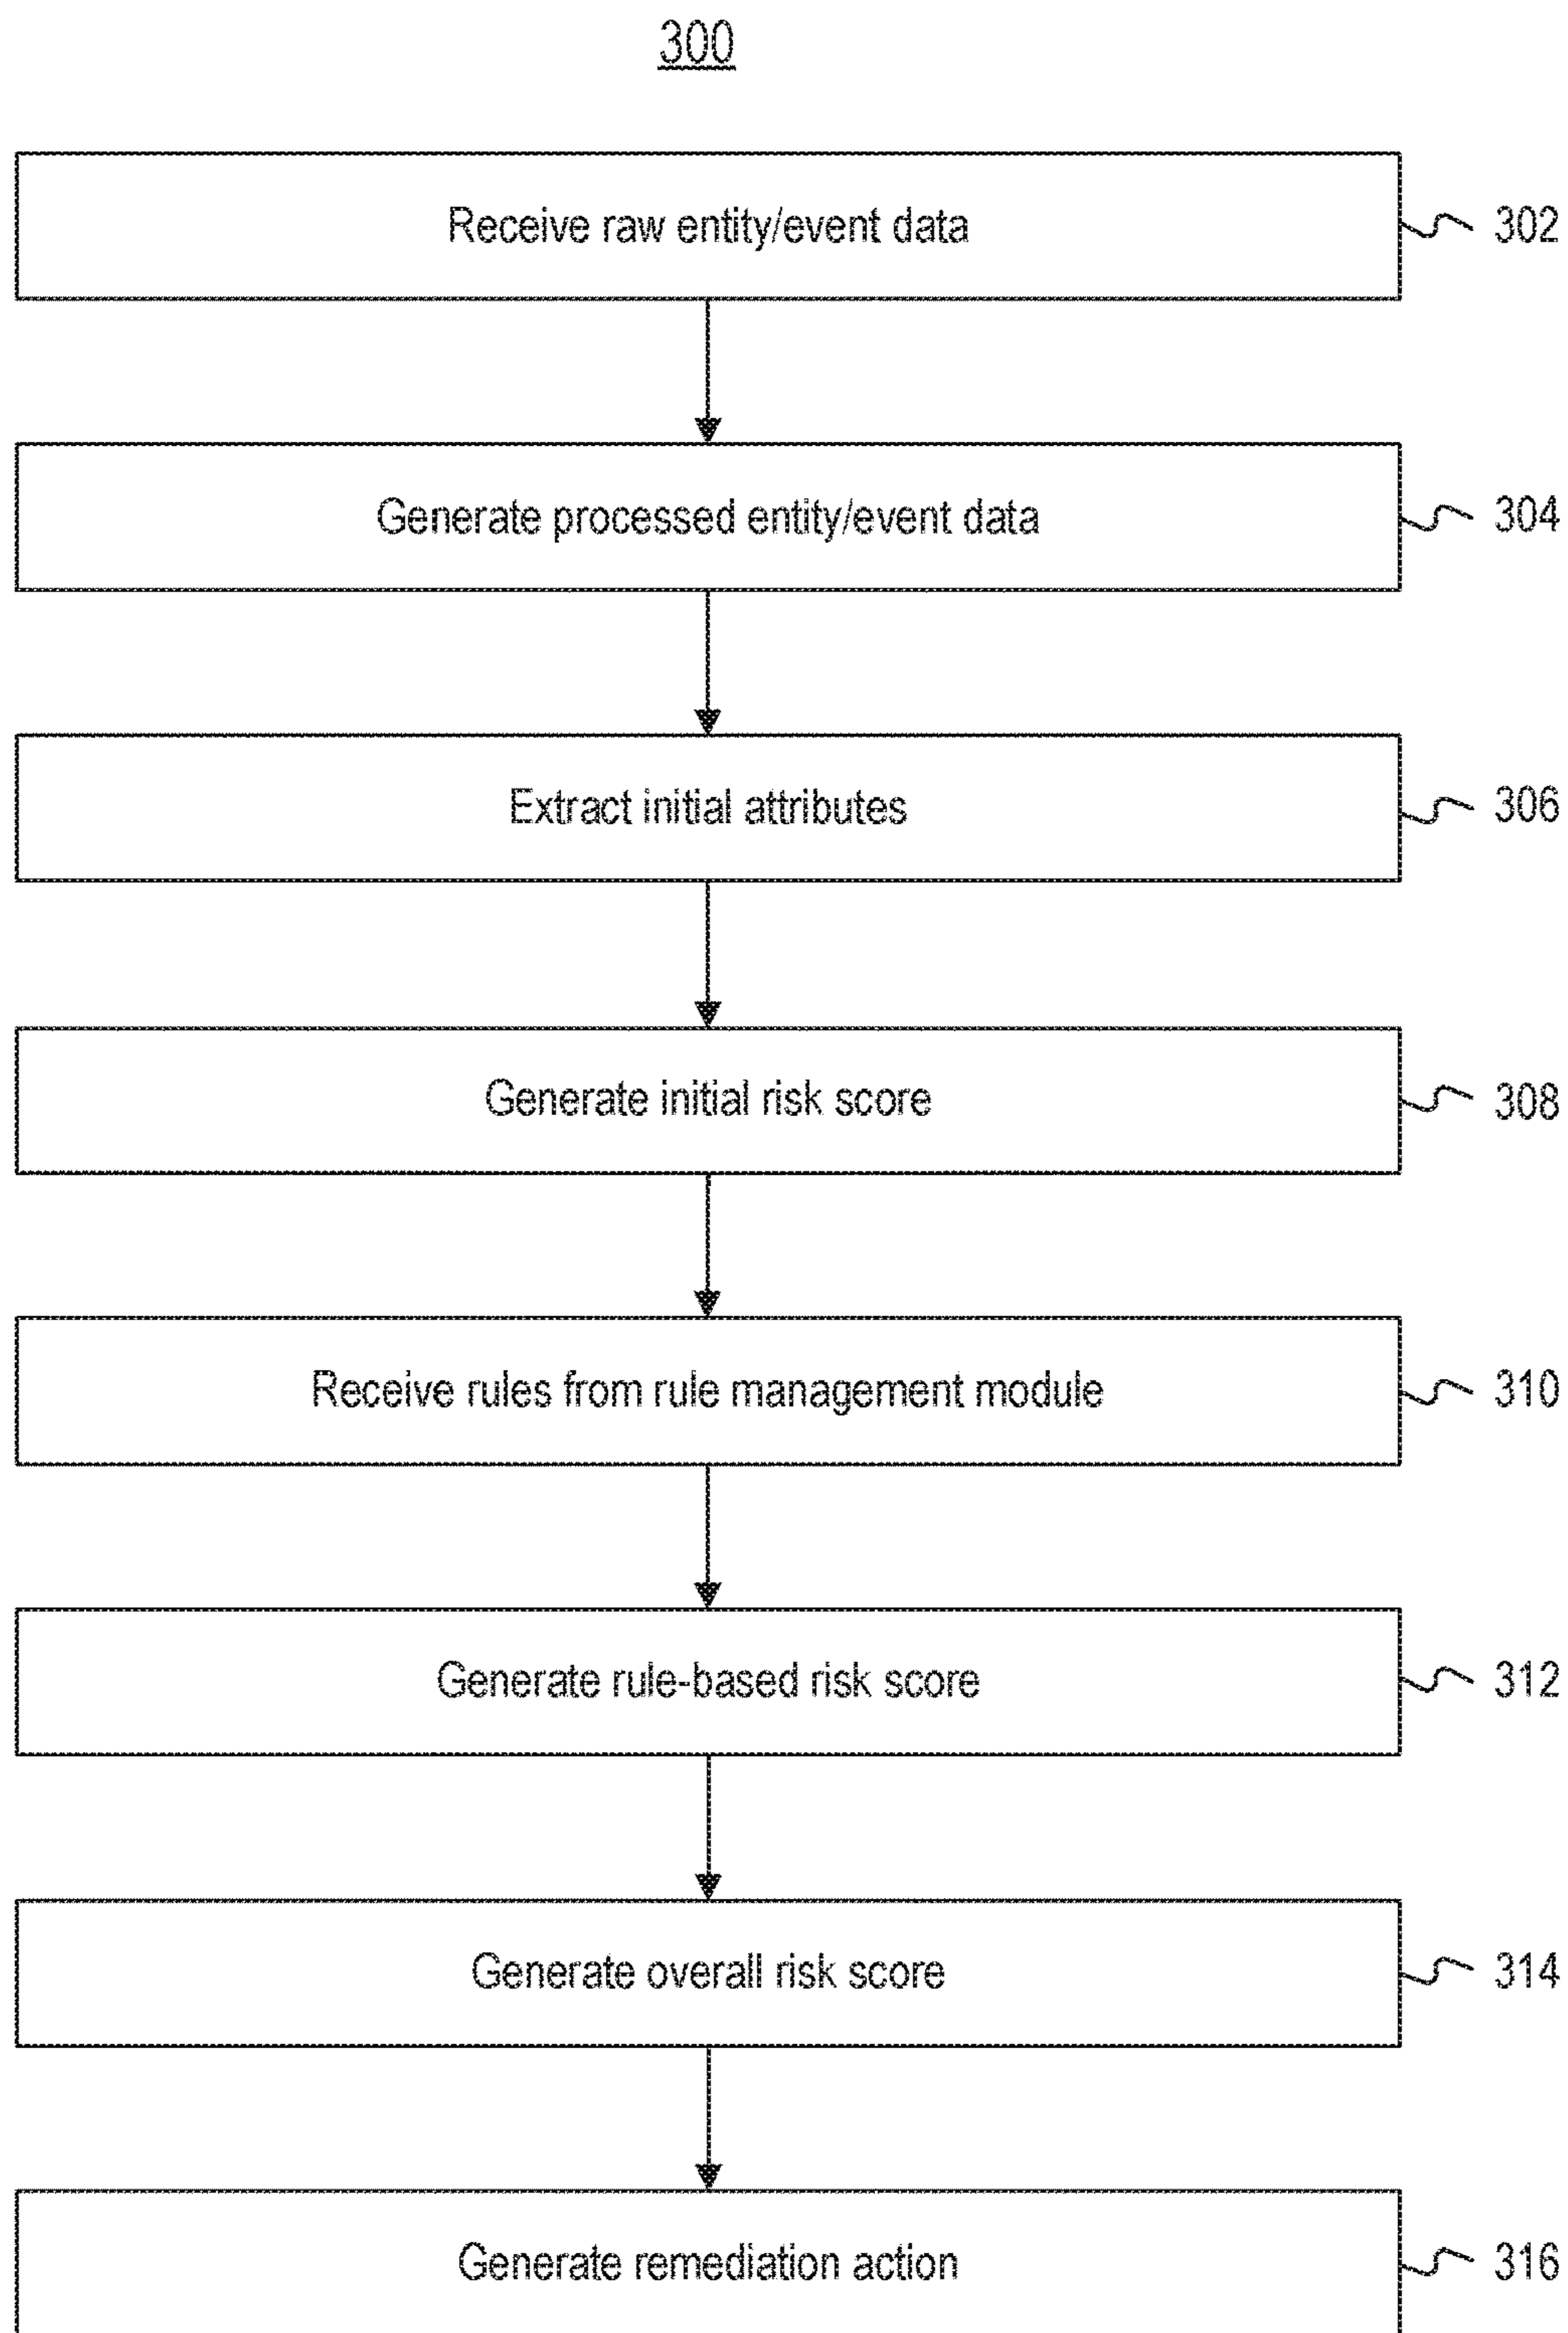 300
Receive raw entity/event data
302
Generate processed entity/event data
304
Extract initial attributes
306
Generate initial risk score
308
Receive rules from rule management module
310
Generate rule-based risk score
312
Generate overall risk score
314
Generate remediation action
316